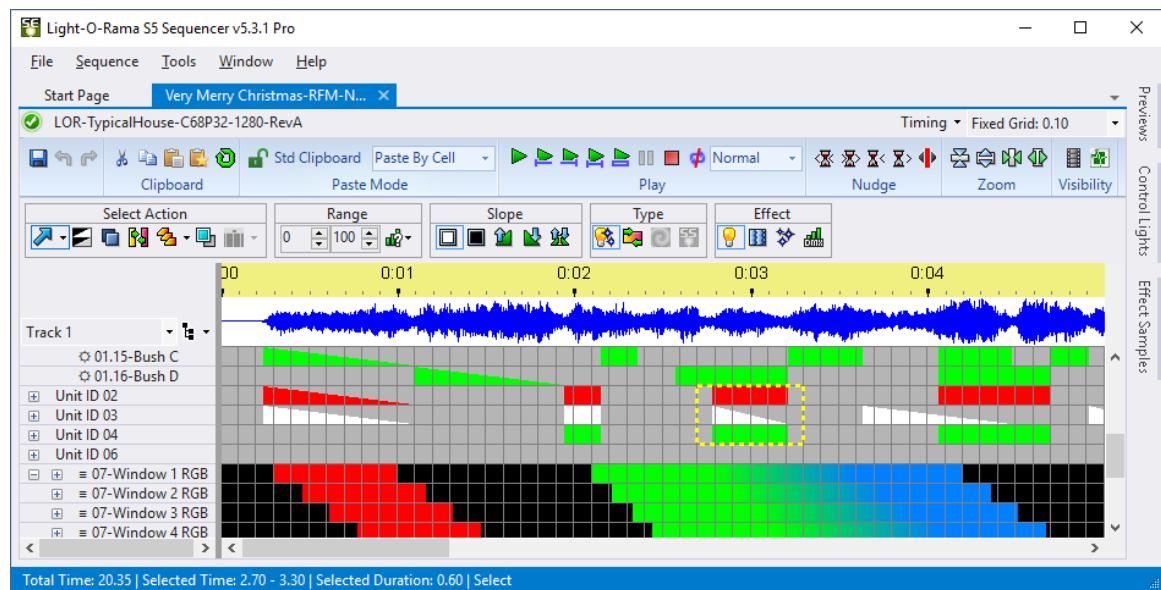 Light-O-Rama S5 Sequencer v5.3.1 Pro
File Sequence Tools Window Help
Start Page Very Merry Christmas-RFM-N...
LOR-TypicalHouse-C68P32-1280-RevA Timing Fixed Grid: 0.10
Std Clipboard Paste By Cell Normal
Clipboard Paste Mode Play Nudge Zoom Visibility
Select Action Range Slope Type Effect
0 100 S5 dmx
00 0:01 0:02 0:03 0:04
Track 1
01.15-Bush C
01.16-Bush D
Unit ID 02
Unit ID 03
Unit ID 04
Unit ID 06
07-Window 1 RGB
07-Window 2 RGB
07-Window 3 RGB
07-Window 4 RGB
Total Time: 20.35 | Selected Time: 2.70 - 3.30 | Selected Duration: 0.60 | Select
Previews
Control Lights
Effect Samples